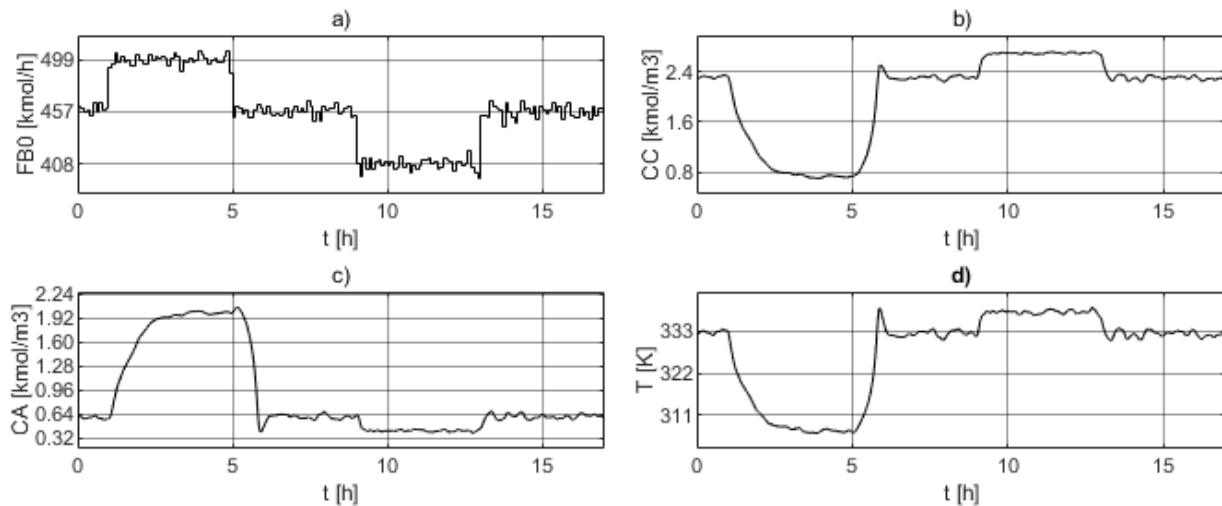 a)
FB0 [kmol/h]
499
457
408
0
5
10
15
t [h]
b)
CC [kmol/m3]
2.4
1.6
0.8
0
5
10
15
t [h]
c)
CA [kmol/m3]
2.24
1.92
1.60
1.28
0.96
0.64
0.32
0
5
10
15
t [h]
d)
T [K]
333
322
311
0
5
10
15
t [h]